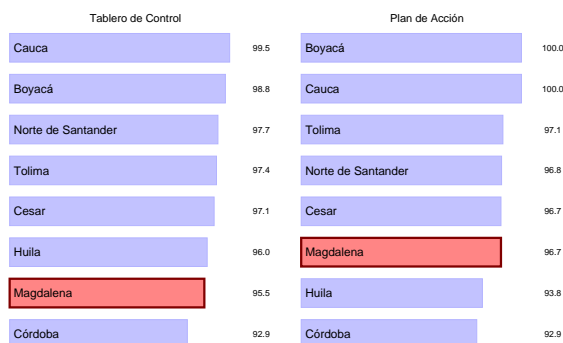 Tablero de Control
Cauca 99.5
Boyacá 98.8
Norte de Santander 97.7
Tolima 97.4
Cesar 97.1
Huila 96.0
Magdalena 95.5
Córdoba 92.9
Plan de Acción
Boyacá 100.0
Cauca 100.0
Tolima 97.1
Norte de Santander 96.8
Cesar 96.7
Magdalena 96.7
Huila 93.8
Córdoba 92.9